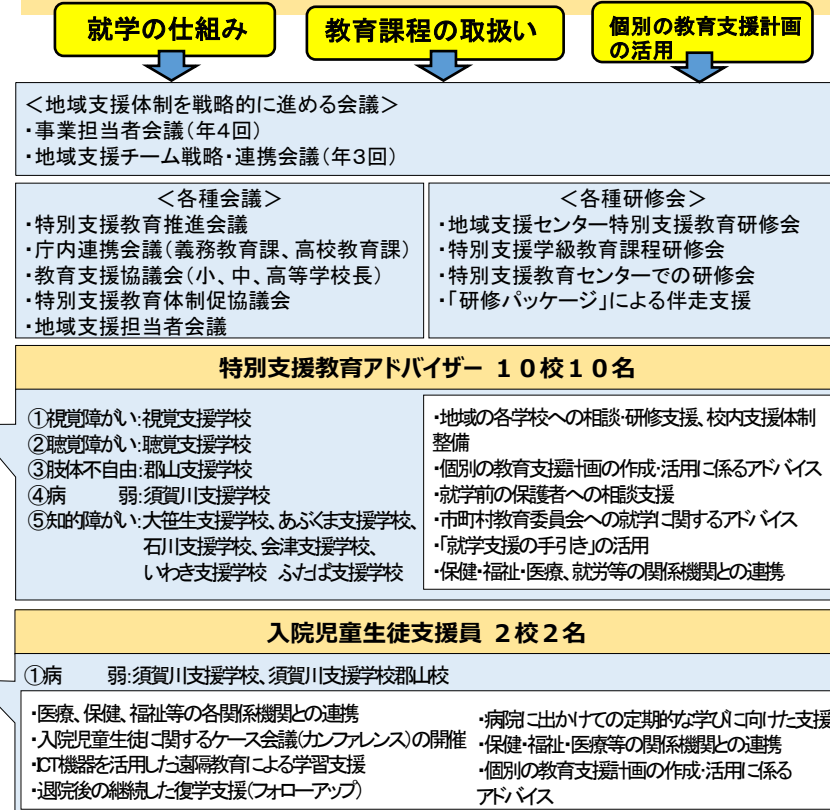 就学の仕組み
教育課程の取扱い
個別の教育支援計画
の活用
＜地域支援体制を戦略的に進める会議＞
・事業担当者会議（年４回）
・地域支援チーム戦略・連携会議（年３回）
＜各種会議＞
・特別支援教育推進会議
・庁内連携会議（義務教育課、高校教育課）
・教育支援協議会（小、中、高等学校長）
・特別支援教育体制促協議会
・地域支援担当者会議
＜各種研修会＞
・地域支援センター特別支援教育研修会
・特別支援学級教育課程研修会
・特別支援教育センターでの研修会
・「研修パッケージ」による伴走支援
特別支援教育アドバイザー １０校１０名
①視覚障がい：視覚支援学校
②聴覚障がい：聴覚支援学校
③肢体不自由：郡山支援学校
④病　　弱：須賀川支援学校
⑤知的障がい：大笹生支援学校、あぶくま支援学校、
石川支援学校、会津支援学校、
いわき支援学校 ふたば支援学校
・地域の各学校への相談・研修支援、校内支援体制
整備
・個別の教育支援計画の作成・活用に係るアドバイス
・就学前の保護者への相談支援
・市町村教育委員会への就学に関するアドバイス
・「就学支援の手引き」の活用
・保健・福祉・医療、就労等の関係機関との連携
入院児童生徒支援員 ２校２名
①病　　弱：須賀川支援学校、須賀川支援学校郡山校
・医療、保健、福祉等の各関係機関との連携
・入院児童生徒に関するケース会議（カンファレンス）の開催
・ICT機器を活用した遠隔教育による学習支援
・退院後の継続した復学支援（フォローアップ）
・病院に出かけての定期的な学びに向けた支援
・保健・福祉・医療等の関係機関との連携
・個別の教育支援計画の作成・活用に係る
アドバイス